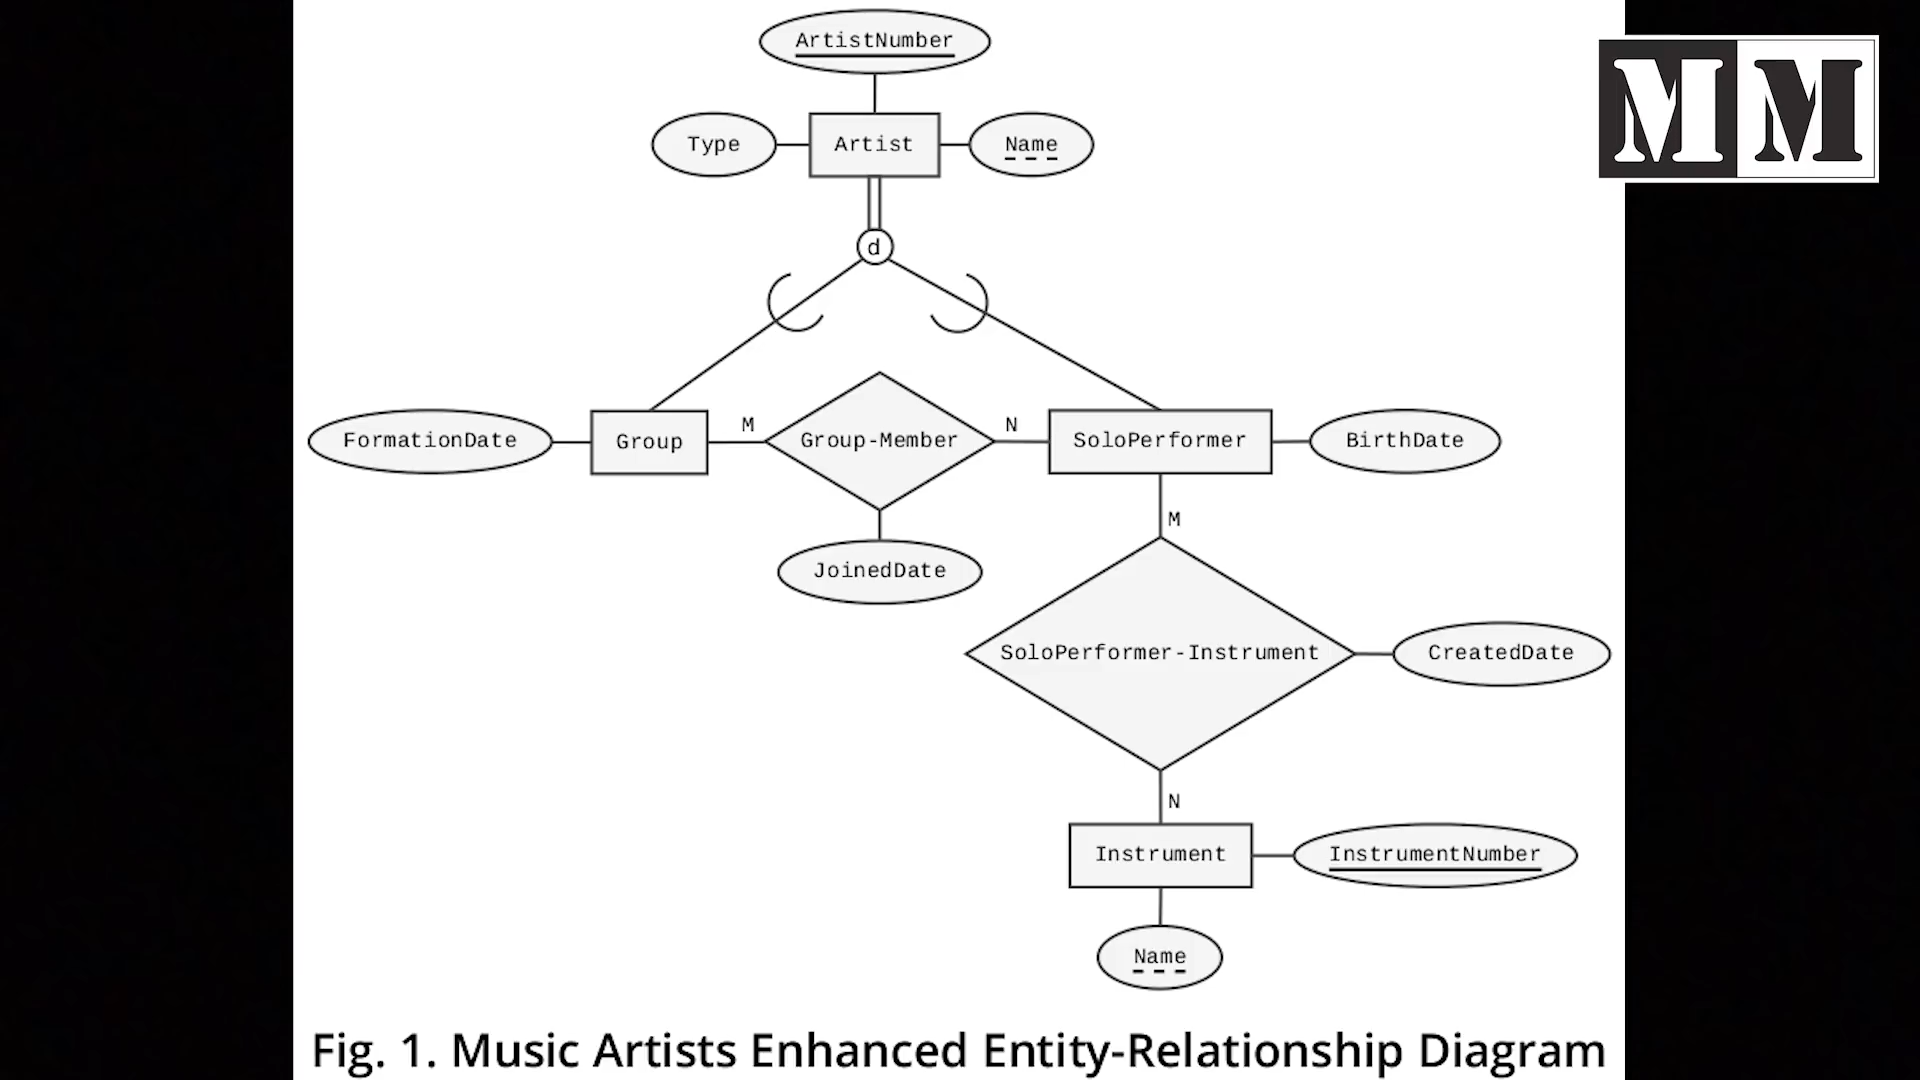 ArtistNumber
Type
Artist
Name
MM
d
FormationDate
Group
M
Group-Member
N
SoloPerformer
BirthDate
JoinedDate
M
SoloPerformer-Instrument
CreatedDate
N
Instrument
InstrumentNumber
Name
Fig. 1. Music Artists Enhanced Entity-Relationship Diagram